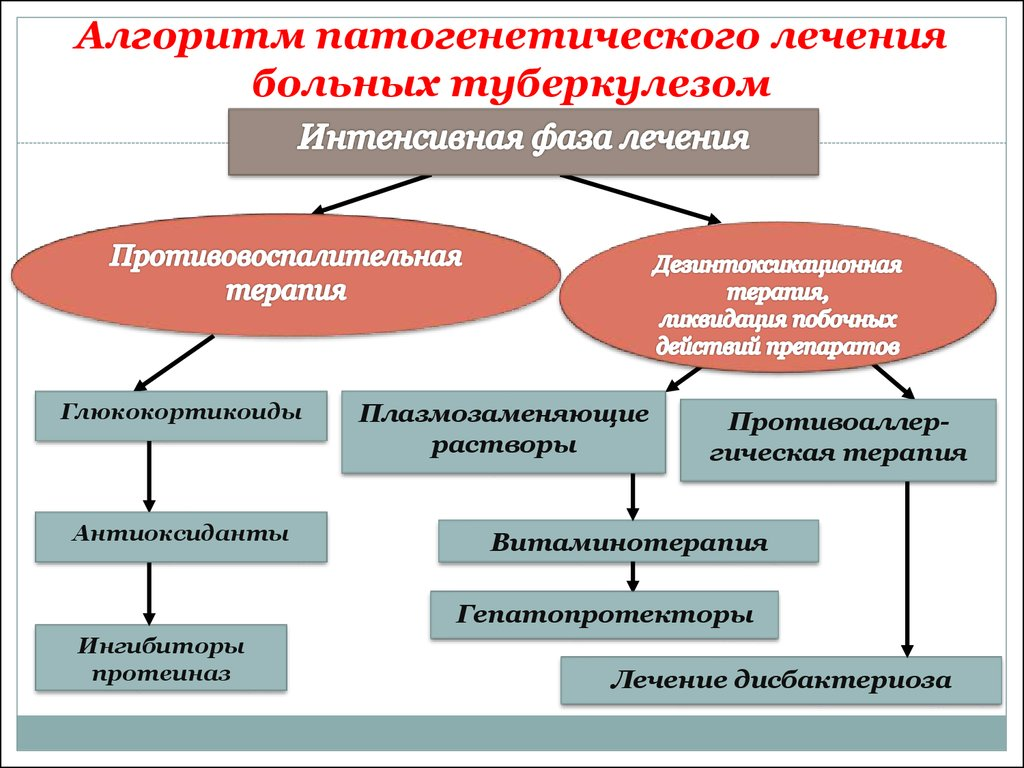 Алгоритм патогенетического лечения
больных туберкулезом
Интенсивная фаза лечения
Противовоспалительная
терапия
Дезинтоксикационная
терапия,
ликвидация побочных
действий препаратов
Глюкокортикоиды
Плазмозаменяющие
растворы
Противоаллер-
гическая терапия
Антиоксиданты
Витаминотерапия
Гепатопротекторы
Ингибиторы
протеиназ
Лечение дисбактериоза